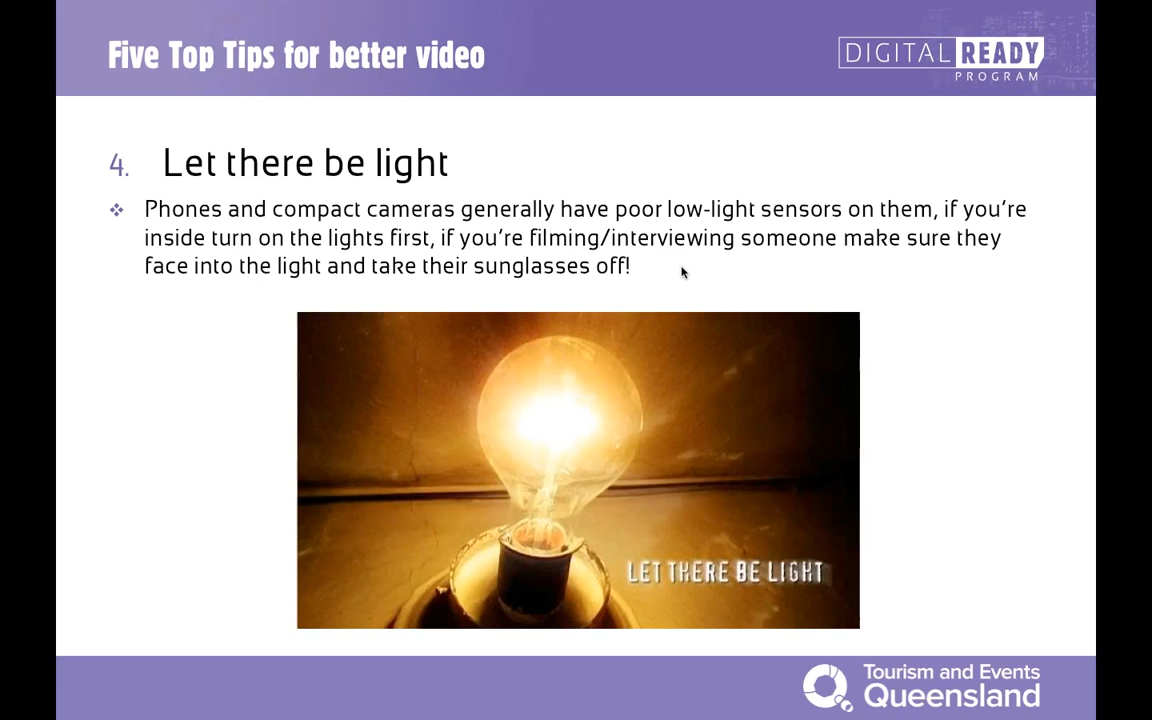 Five Top Tips for better video
DIGITAL READY
PROGRAM
4. Let there be light
Phones and compact cameras generally have poor low-light sensors on them, if you're
inside turn on the lights first, if you're filming/interviewing someone make sure they
face into the light and take their sunglasses off!
LET THERE BE LIGHT
Tourism and Events
Queensland